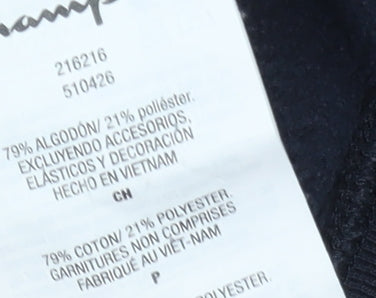 216216
510426
79% ALGODÓN/ 21% poliéster.
EXCLUYENDO ACCESORIOS,
ELÁSTICOS Y DECORACIÓN
HECHO EN VIETNAM
CH
79% COTON/ 21% POLYESTER.
GARNITURES NON COMPRISES
FABRIQUÉ AU VIÊT-NAM
P